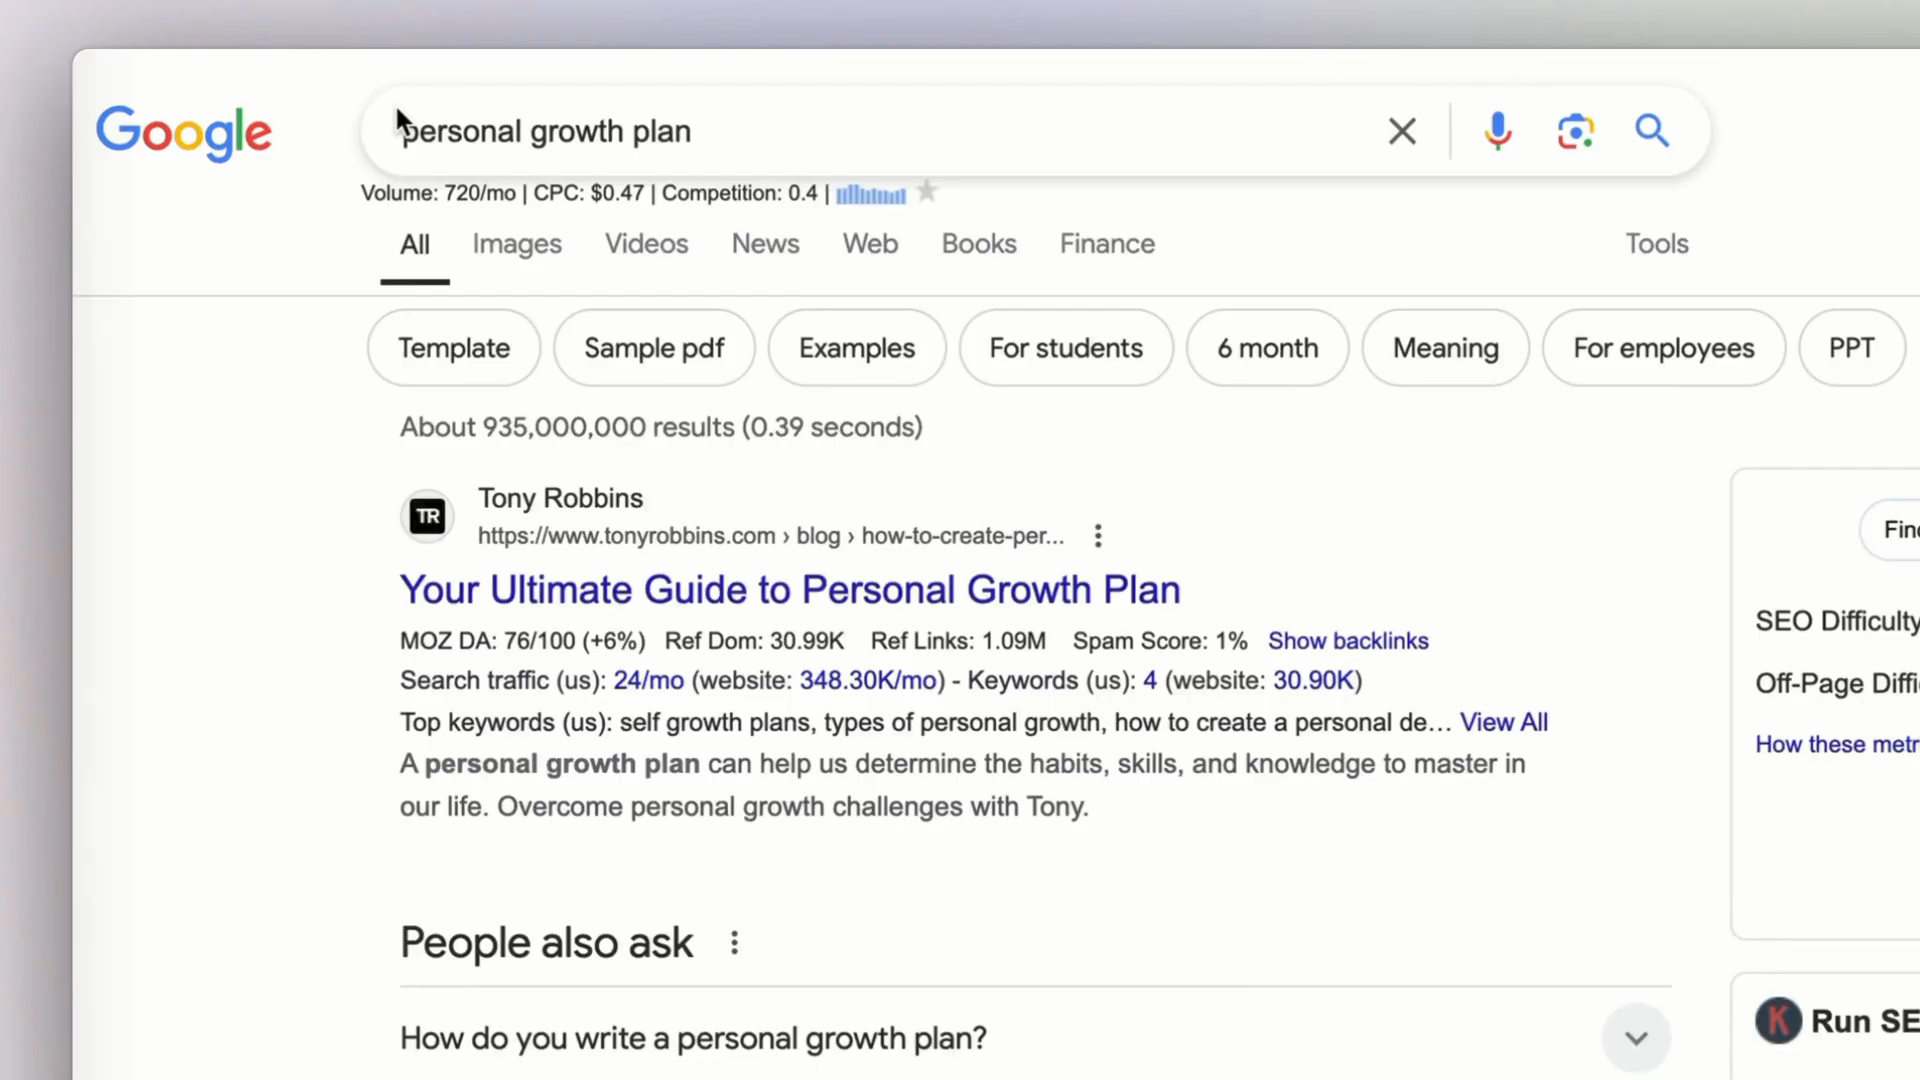 Google
personal growth plan
Volume: 720/mo | CPC: $0.47 | Competition: 0.4 |
All Images Videos News Web Books Finance Tools
Template Sample pdf Examples For students 6 month Meaning For employees PPT
About 935,000,000 results (0.39 seconds)
TR
Tony Robbins
https://www.tonyrobbins.com › blog › how-to-create-per...
Your Ultimate Guide to Personal Growth Plan
MOZ DA: 76/100 (+6%) Ref Dom: 30.99K Ref Links: 1.09M Spam Score: 1% Show backlinks
Search traffic (us): 24/mo (website: 348.30K/mo) - Keywords (us): 4 (website: 30.90K)
Top keywords (us): self growth plans, types of personal growth, how to create a personal de... View All
A personal growth plan can help us determine the habits, skills, and knowledge to master in
our life. Overcome personal growth challenges with Tony.
People also ask
How do you write a personal growth plan?
SEO Difficulty
Off-Page
How these
K Run